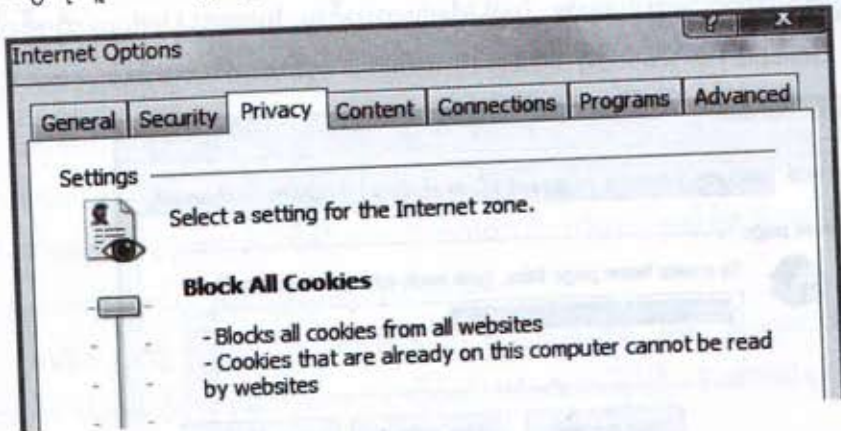 Internet Options
General Security Privacy Content Connections Programs Advanced
Settings
Select a setting for the Internet zone.
Block All Cookies
- Blocks all cookies from all websites
- Cookies that are already on this computer cannot be read
by websites